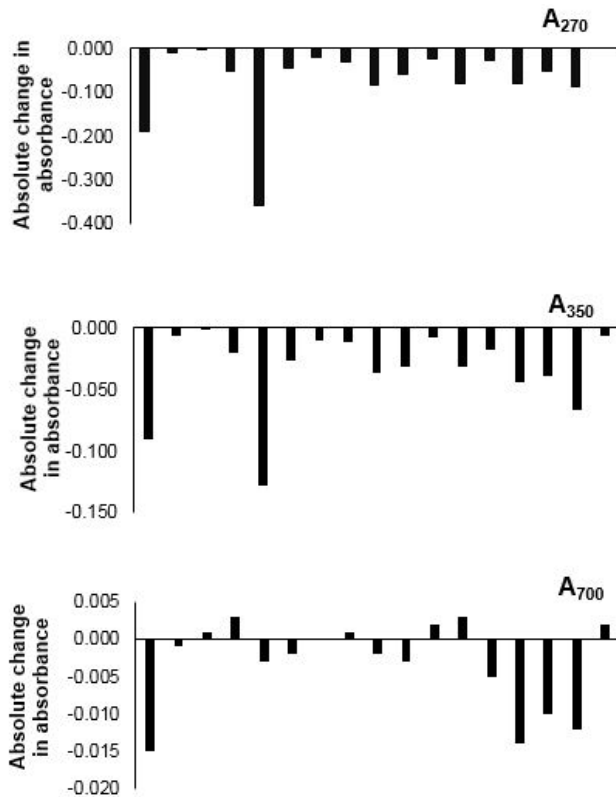 A₂₇₀
Absolute change in
absorbance
0.000
-0.100
-0.200
-0.300
-0.400
A₃₅₀
Absolute change
in absorbance
0.000
-0.050
-0.100
-0.150
A₇₀₀
Absolute change
in absorbance
0.005
0.000
-0.005
-0.010
-0.015
-0.020